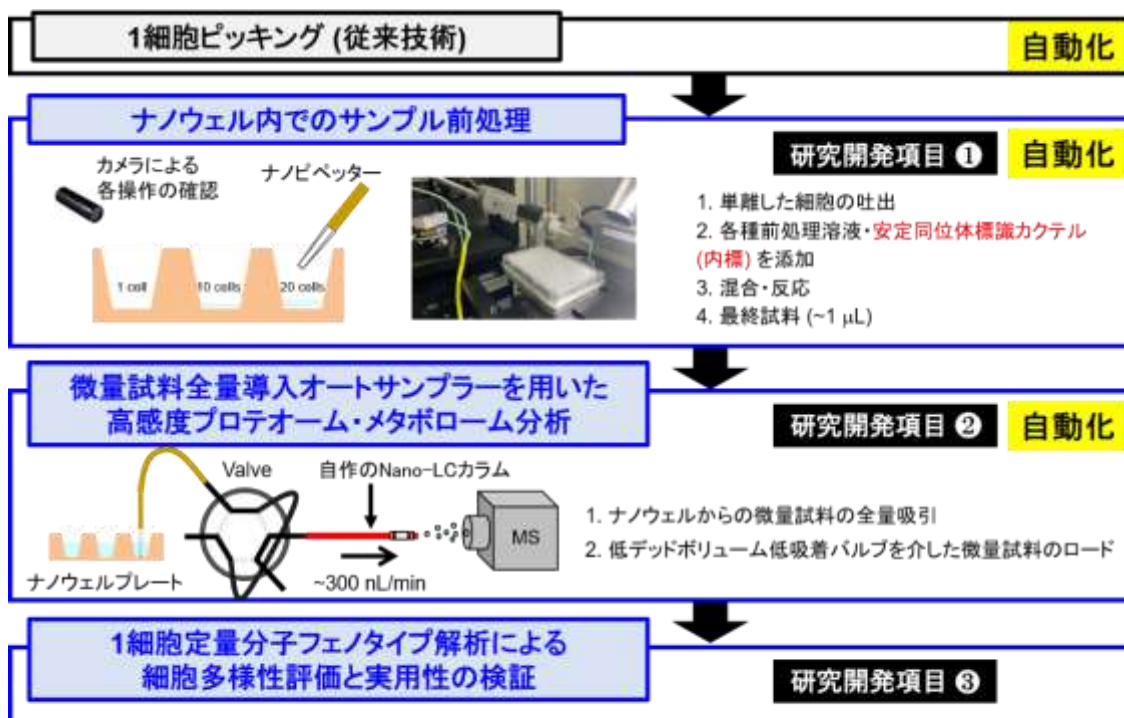 1細胞ピッキング (従来技術)
自動化
ナノウェル内でのサンプル前処理
研究開発項目 ❶
自動化
カメラによる
各操作の確認
ナノピペッター
1 cell
10 cells
20 cells
1. 単離した細胞の吐出
2. 各種前処理溶液・安定同位体標識カクテル
(内標) を添加
3. 混合・反応
4. 最終試料 (~1 μL)
微量試料全量導入オートサンプラーを用いた
高感度プロテオーム・メタボローム分析
研究開発項目 ❷
自動化
Valve
自作のNano-LCカラム
MS
ナノウェルプレート
~300 nL/min
1. ナノウェルからの微量試料の全量吸引
2. 低デッドボリューム低吸着バルブを介した微量試料のロード
1細胞定量分子フェノタイプ解析による
細胞多様性評価と実用性の検証
研究開発項目 ❸